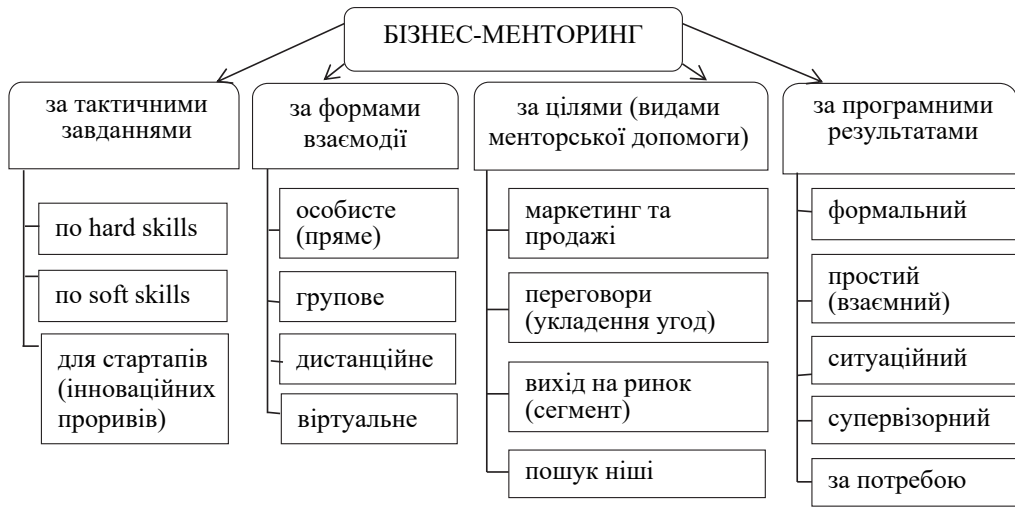 БІЗНЕС-МЕНТОРИНГ
за тактичними
завданнями
по hard skills
по soft skills
для стартапів
(інноваційних
проривів)
за формами
взаємодії
особисте
(пряме)
групове
дистанційне
віртуальне
за цілями (видами
менторської допомоги)
маркетинг та
продажі
переговори
(укладення угод)
вихід на ринок
(сегмент)
пошук ніші
за програмними
результатами
формальний
простий
(взаємний)
ситуаційний
супервізорний
за потребою